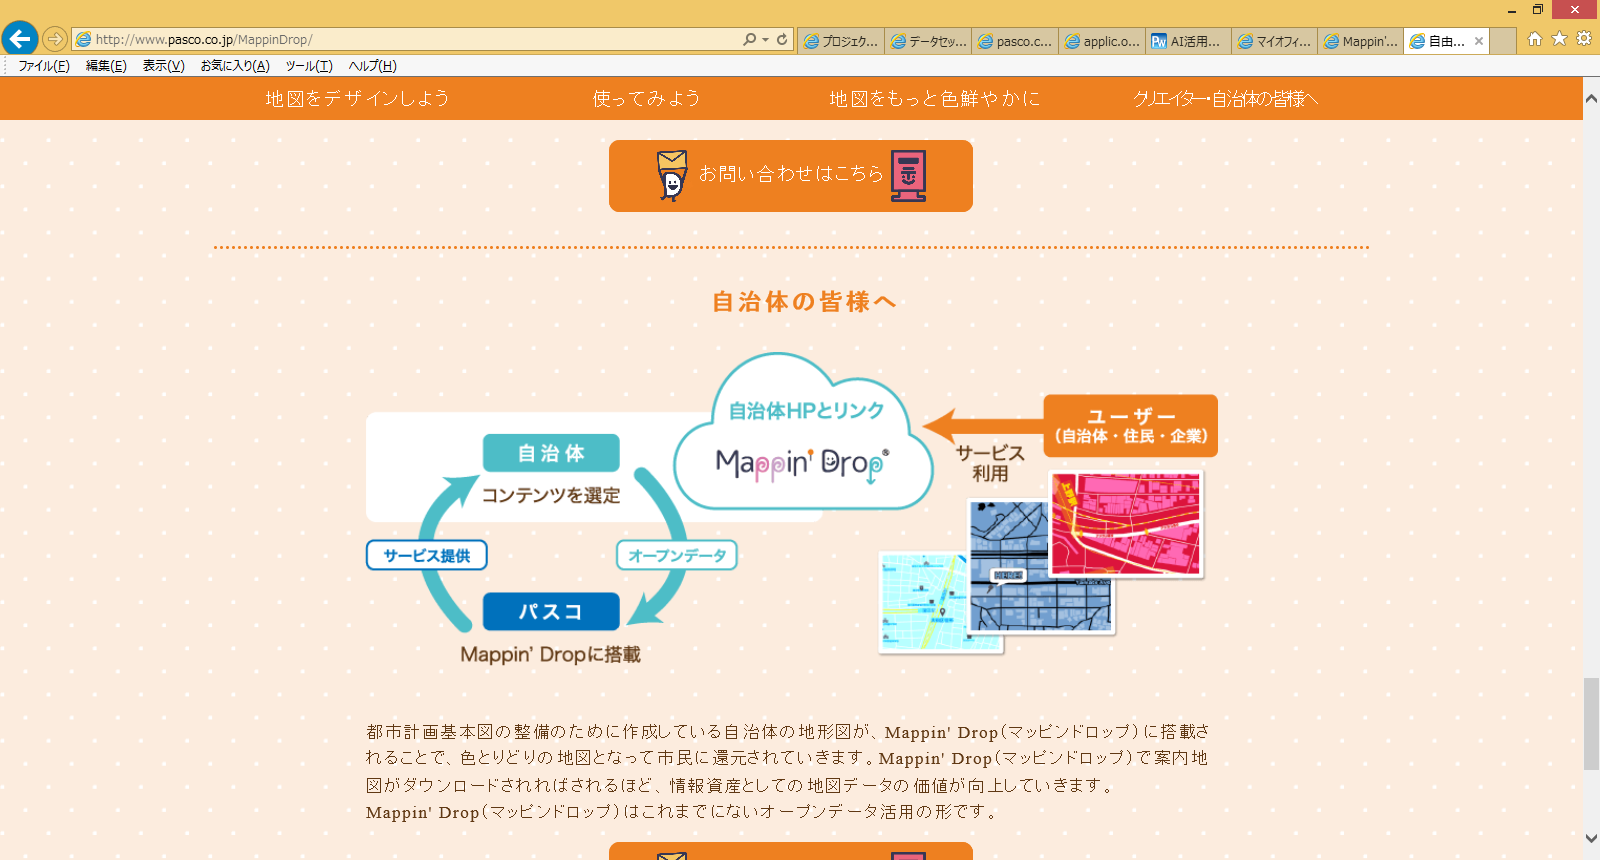 http://www.pasco.co.jp/MappinDrop/
プロジェク...
データセッ...
pasco.c...
applic.o...
AI活用...
マイオフィ...
Mappin'...
自由...
ファイル(F) 編集(E) 表示(V) お気に入り(A) ツール(T) ヘルプ(H)
地図をデザインしよう 使ってみよう 地図をもっと色鮮やかに クリエイター・自治体の皆様へ
お問い合わせはこちら
自治体の皆様へ
自治体HPとリンク
Mappin' Drop®
ユーザー
(自治体・住民・企業)
サービス
利用
自治体
コンテンツを選定
サービス提供
オープンデータ
パスコ
Mappin' Dropに搭載
都市計画基本図の整備のために作成している自治体の地形図が、Mappin' Drop(マッピンドロップ)に搭載さ
れることで、色とりどりの地図となって市民に還元されていきます。Mappin' Drop(マッピンドロップ)で案内地
図がダウンロードされればされるほど、情報資産としての地図データの価値が向上していきます。
Mappin' Drop(マッピンドロップ)はこれまでにないオープンデータ活用の形です。